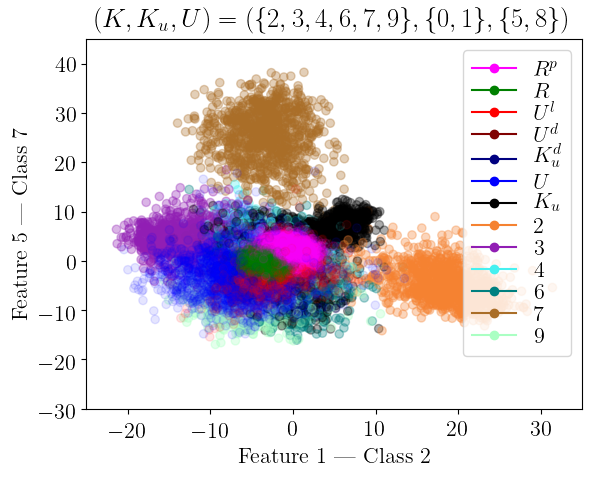 (K, K_u, U) = ({2, 3, 4, 6, 7, 9}, {0, 1}, {5, 8})
Feature 5 — Class 7
40
30
20
10
0
−10
−20
−30
−20
−10
0
10
20
30
Feature 1 — Class 2
R^p
R
U^l
U^d
K_u^d
U
K_u
2
3
4
6
7
9